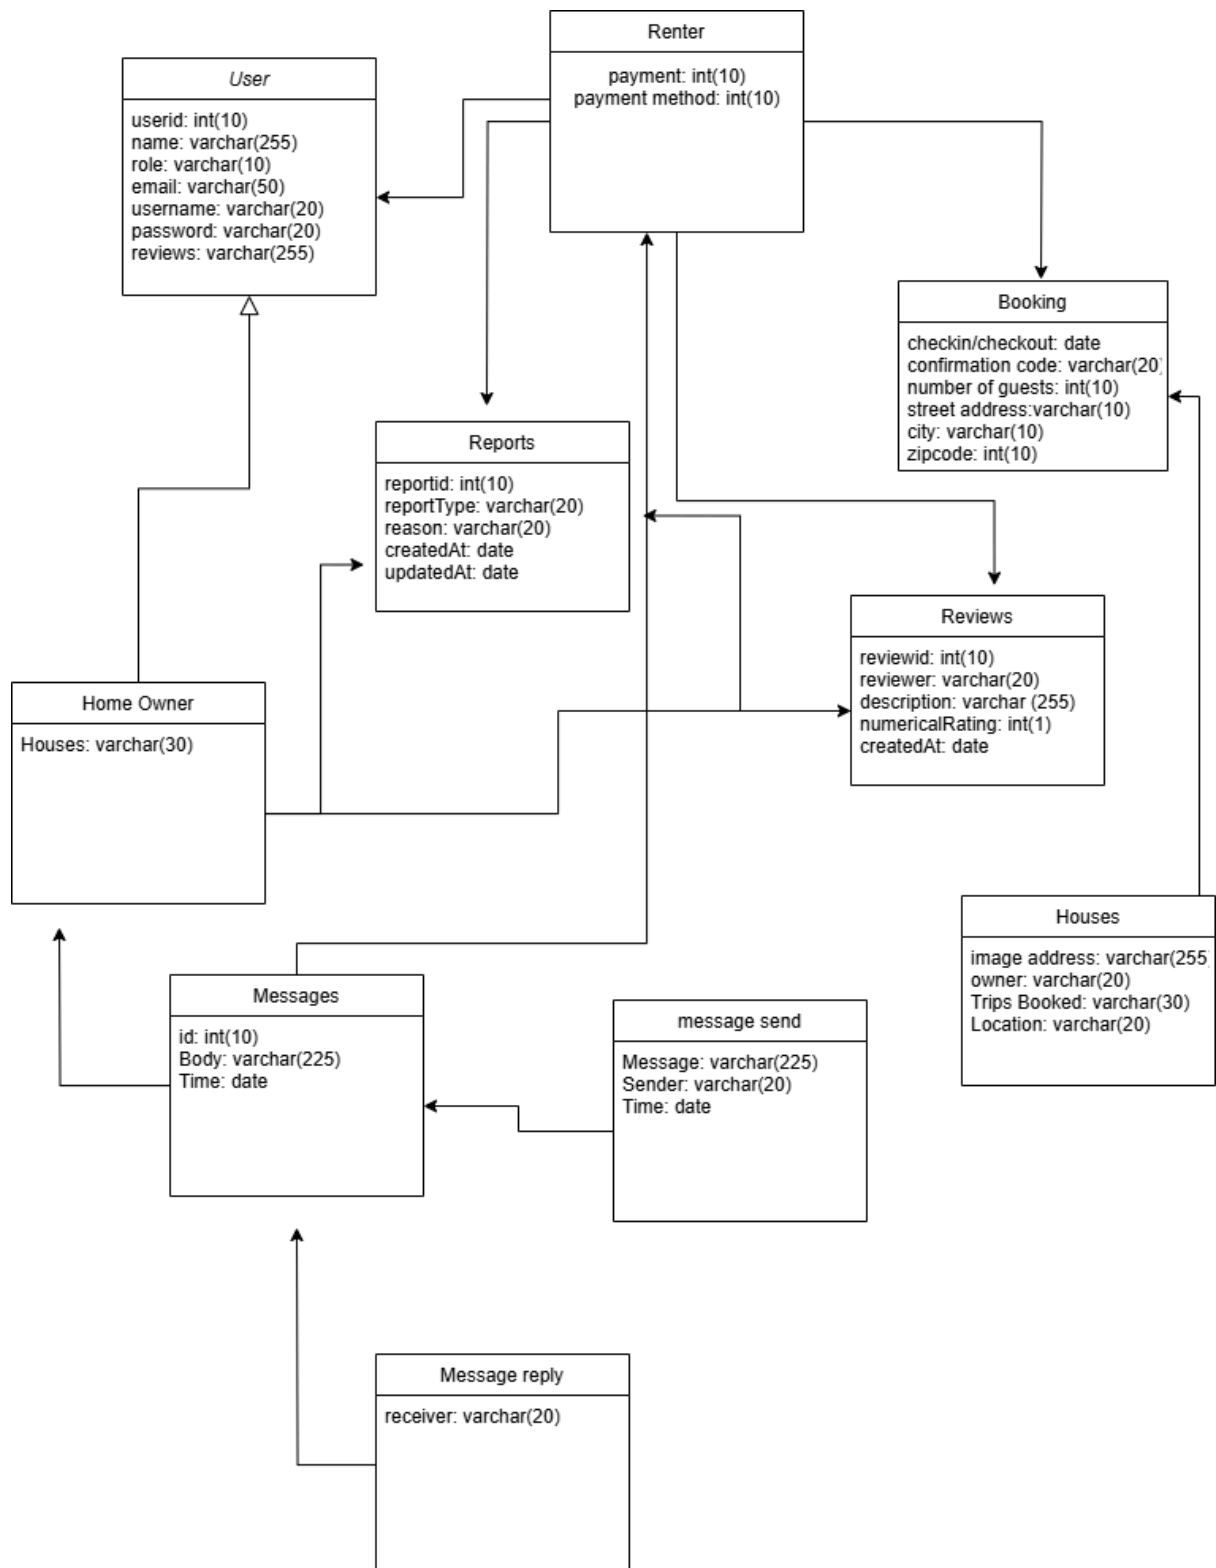 Renter
payment: int(10)
payment method: int(10)
User
userid: int(10)
name: varchar(255)
role: varchar(10)
email: varchar(50)
username: varchar(20)
password: varchar(20)
reviews: varchar(255)
Booking
checkin/checkout: date
confirmation code: varchar(20)
number of guests: int(10)
street address:varchar(10)
city: varchar(10)
zipcode: int(10)
Reports
reportid: int(10)
reportType: varchar(20)
reason: varchar(20)
createdAt: date
updatedAt: date
Reviews
reviewid: int(10)
reviewer: varchar(20)
description: varchar (255)
numericalRating: int(1)
createdAt: date
Home Owner
Houses: varchar(30)
Houses
image address: varchar(255)
owner: varchar(20)
Trips Booked: varchar(30)
Location: varchar(20)
Messages
id: int(10)
Body: varchar(225)
Time: date
message send
Message: varchar(225)
Sender: varchar(20)
Time: date
Message reply
receiver: varchar(20)